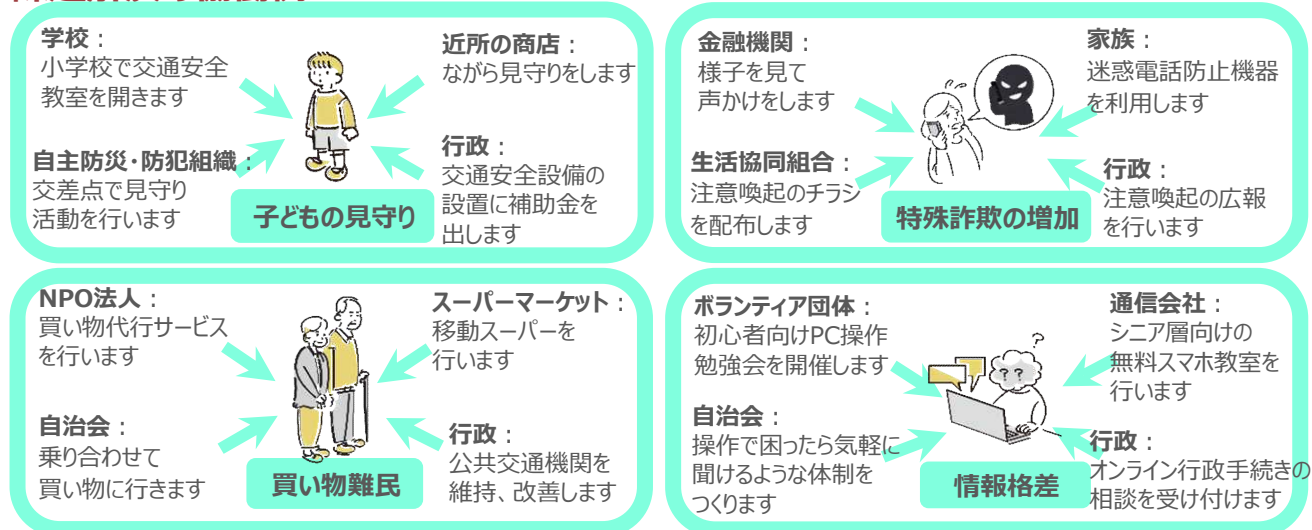 学校：
小学校で交通安全
教室を開きます
近所の商店：
ながら見守りをします
自主防災・防犯組織：
交差点で見守り
活動を行います
行政：
交通安全設備の
設置に補助金を
出します
子どもの見守り
金融機関：
様子を見て
声かけをします
家族：
迷惑電話防止機器
を利用します
生活協同組合：
注意喚起のチラシ
を配布します
行政：
注意喚起の広報
を行います
特殊詐欺の増加
NPO法人：
買い物代行サービス
を行います
スーパーマーケット：
移動スーパーを
行います
自治会：
乗り合わせて
買い物に行きます
行政：
公共交通機関を
維持、改善します
買い物難民
ボランティア団体：
初心者向けPC操作
勉強会を開催します
通信会社：
シニア層向けの
無料スマホ教室を
行います
自治会：
操作で困ったら気軽に
聞けるような体制を
つくります
行政：
オンライン行政手続きの
相談を受け付けます
情報格差